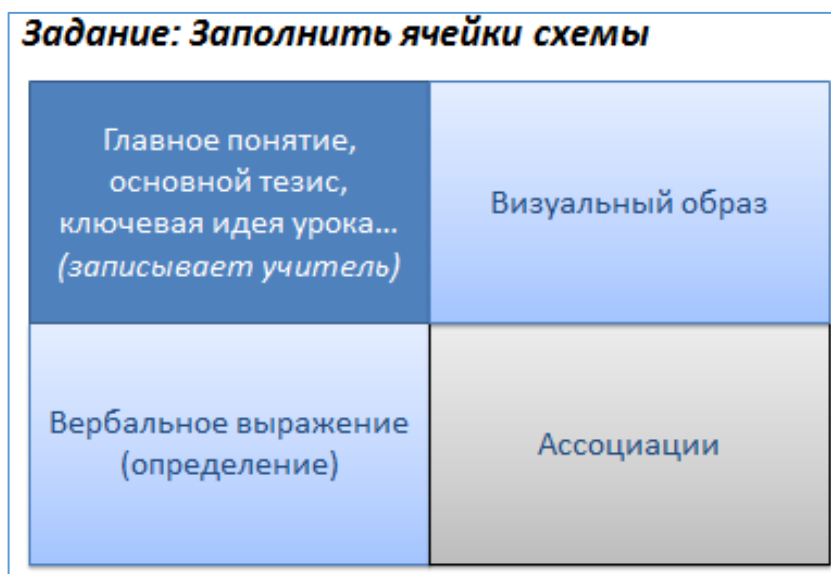 Задание: Заполнить ячейки схемы
Главное понятие,
основной тезис,
ключевая идея урока...
(записывает учитель)
Визуальный образ
Вербальное выражение
(определение)
Ассоциации